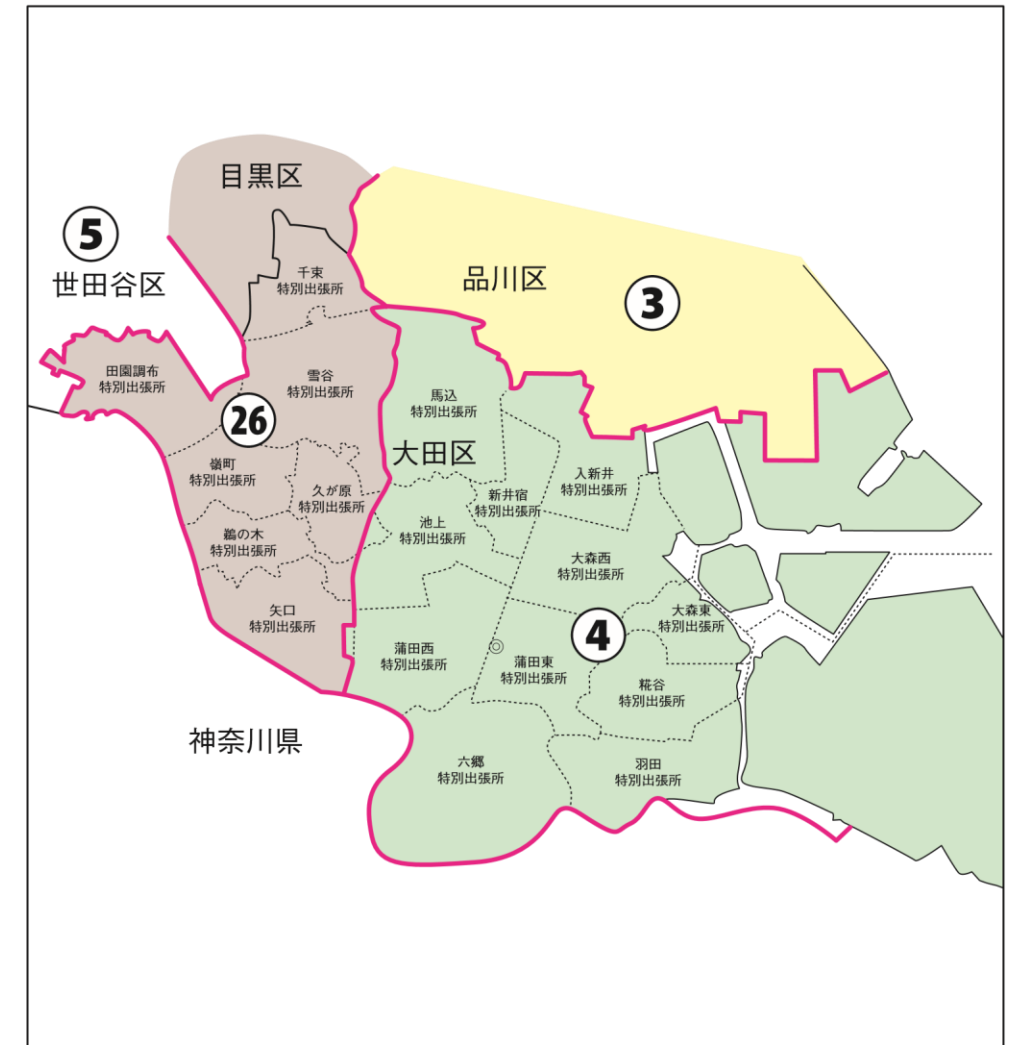 目黒区
5
世田谷区
千束
特別出張所
品川区
3
田園調布
特別出張所
雪谷
特別出張所
26
馬込
特別出張所
大田区
嶺町
特別出張所
久が原
特別出張所
新井宿
特別出張所
入新井
特別出張所
鵜の木
特別出張所
池上
特別出張所
大森西
特別出張所
矢口
特別出張所
大森東
特別出張所
4
蒲田西
特別出張所
蒲田東
特別出張所
糀谷
特別出張所
神奈川県
六郷
特別出張所
羽田
特別出張所